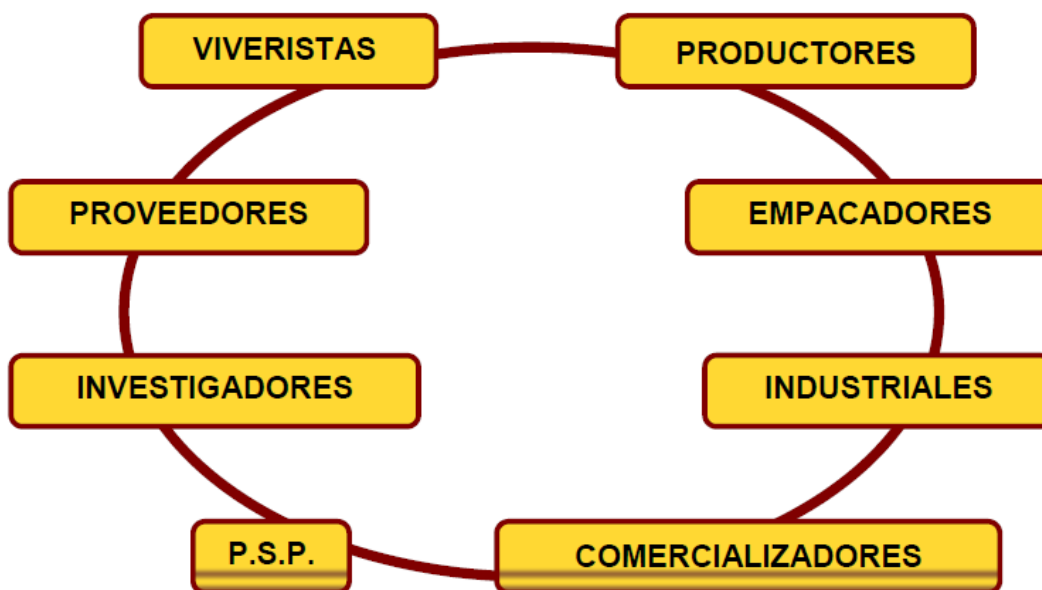 VIVERISTAS
PRODUCTORES
PROVEEDORES
EMPACADORES
INVESTIGADORES
INDUSTRIALES
P.S.P.
COMERCIALIZADORES